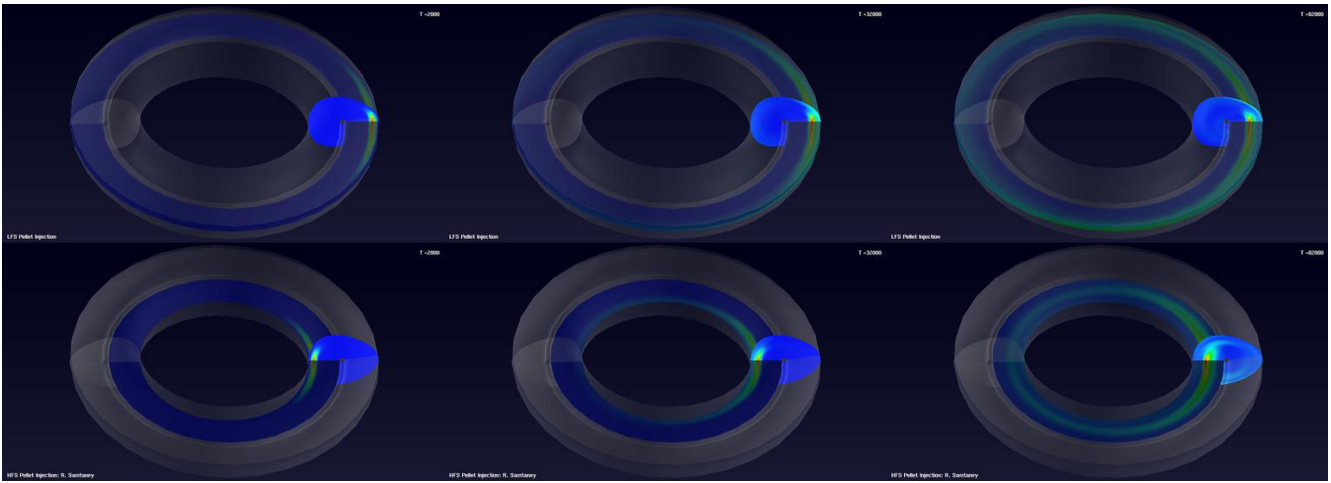 T =2000
T =32000
T =62000
LFS Pellet Injection
LFS Pellet Injection
LFS Pellet Injection
T =2000
T =32000
T =62000
HFS Pellet Injection: R. Samtaney
HFS Pellet Injection: R. Samtaney
HFS Pellet Injection: R. Samtaney